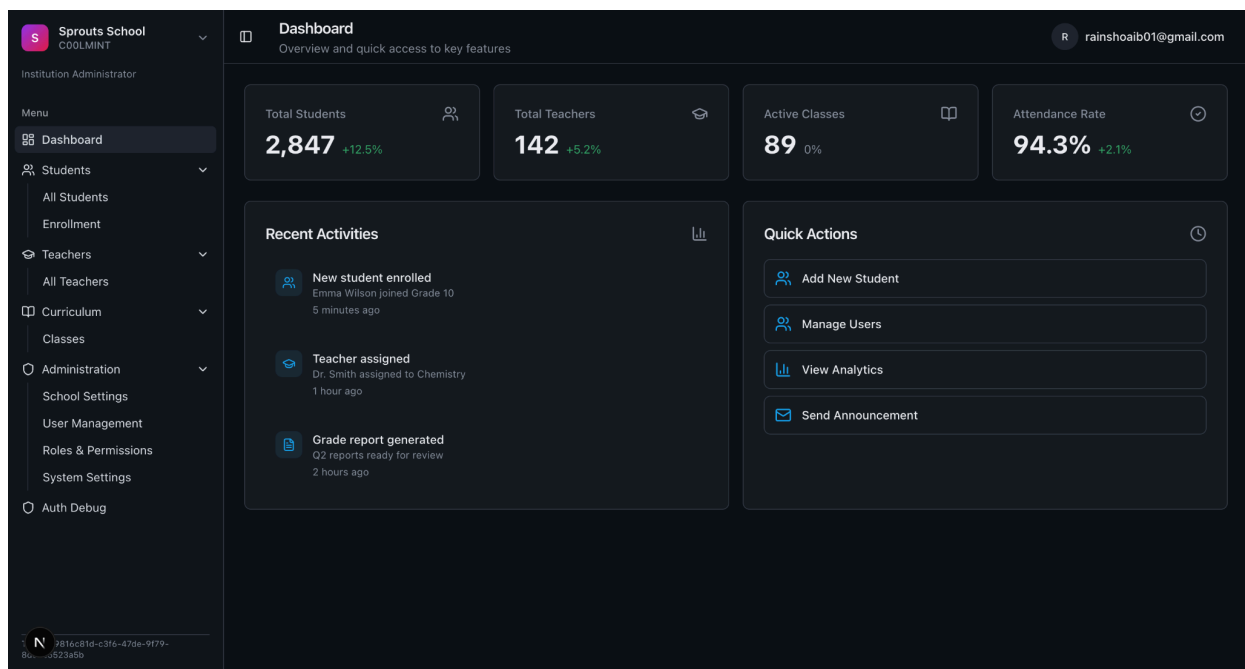 S
Sprouts School
C00LMINT
Institution Administrator
Menu
Dashboard
Students
All Students
Enrollment
Teachers
All Teachers
Curriculum
Classes
Administration
School Settings
User Management
Roles & Permissions
System Settings
Auth Debug
N
9816c81d-c3f6-47de-9f79-
523a5b
Dashboard
Overview and quick access to key features
R
rainshoaib01@gmail.com
Total Students
2,847 +12.5%
Total Teachers
142 +5.2%
Active Classes
89 0%
Attendance Rate
94.3% +2.1%
Recent Activities
New student enrolled
Emma Wilson joined Grade 10
5 minutes ago
Teacher assigned
Dr. Smith assigned to Chemistry
1 hour ago
Grade report generated
Q2 reports ready for review
2 hours ago
Quick Actions
Add New Student
Manage Users
View Analytics
Send Announcement